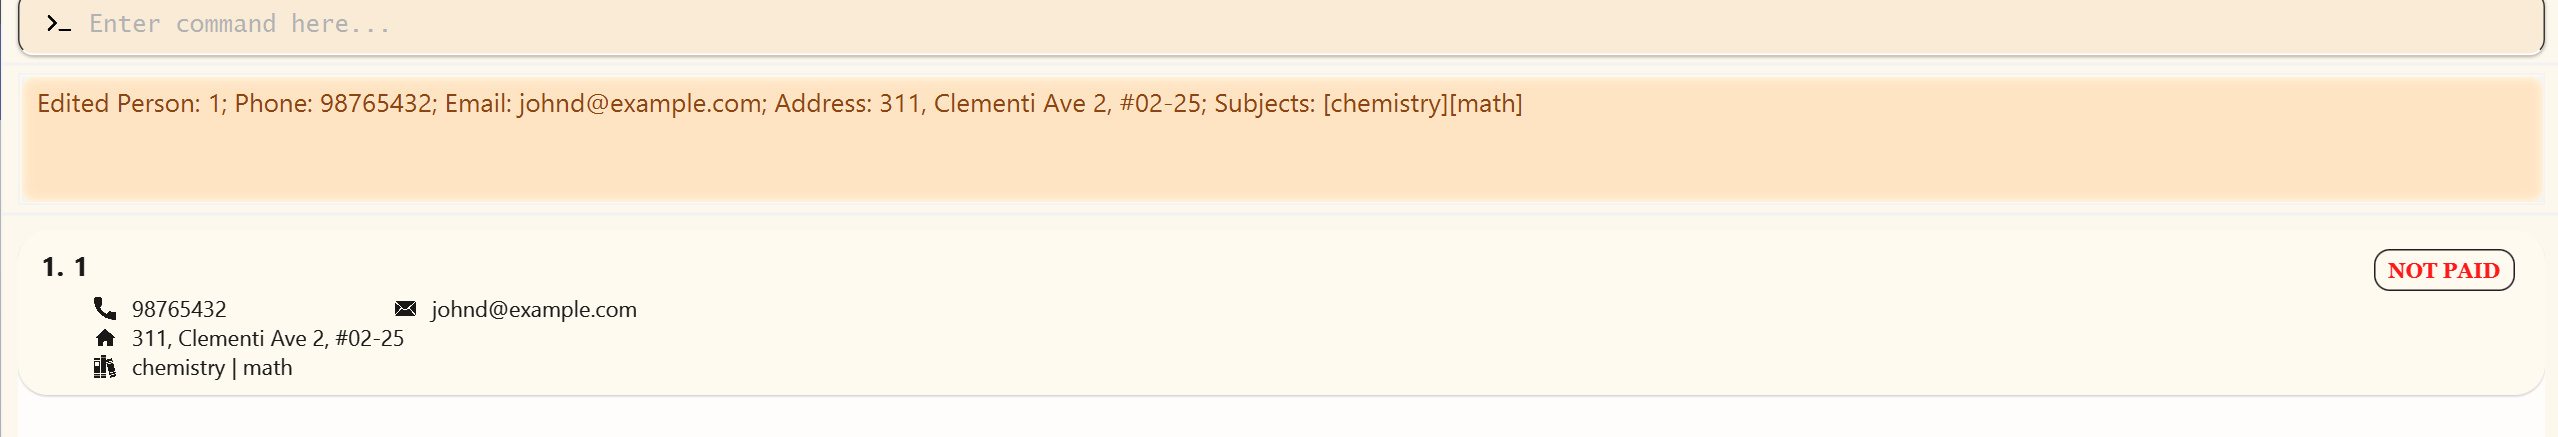 >_ Enter command here...
Edited Person: 1; Phone: 98765432; Email: johnd@example.com; Address: 311, Clementi Ave 2, #02-25; Subjects: [chemistry][math]
1. 1
NOT PAID
98765432
johnd@example.com
311, Clementi Ave 2, #02-25
chemistry | math